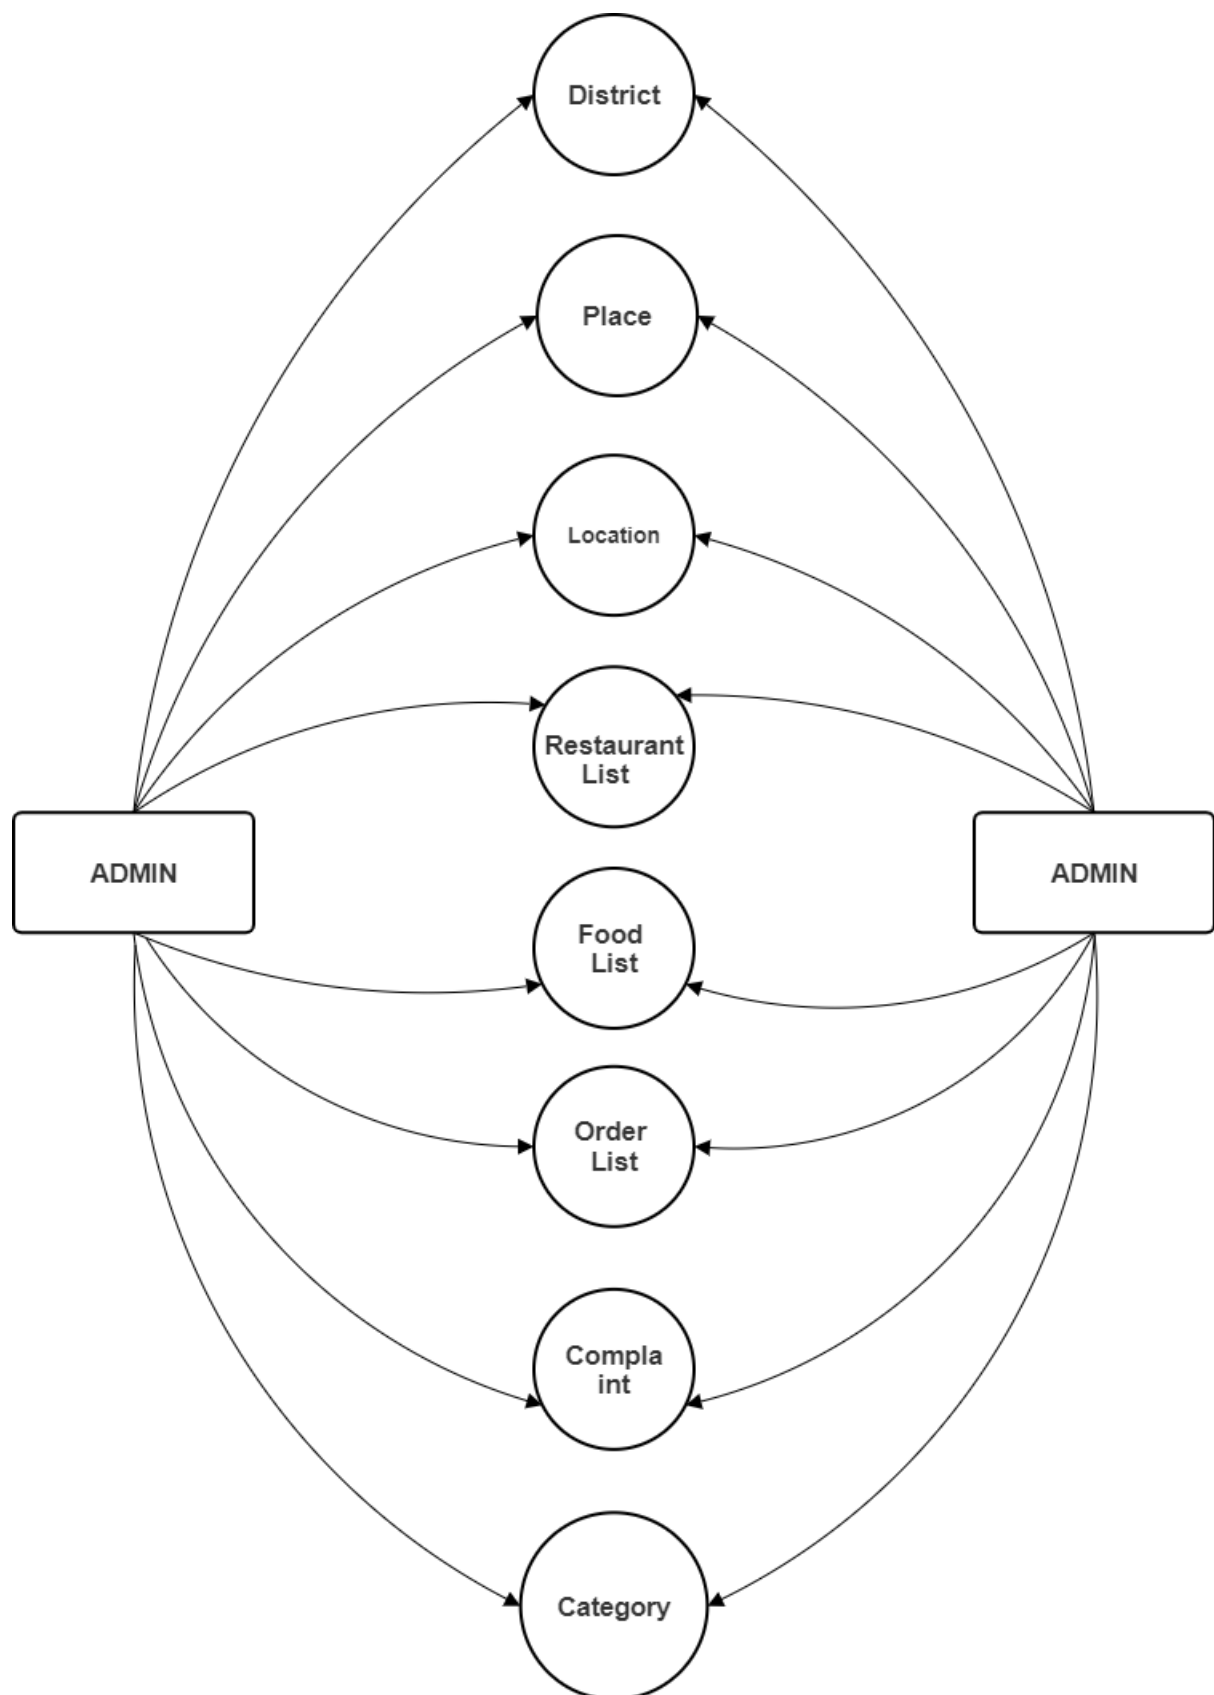 District
Place
Location
Restaurant
List
ADMIN
ADMIN
Food
List
Order
List
Compla
int
Category